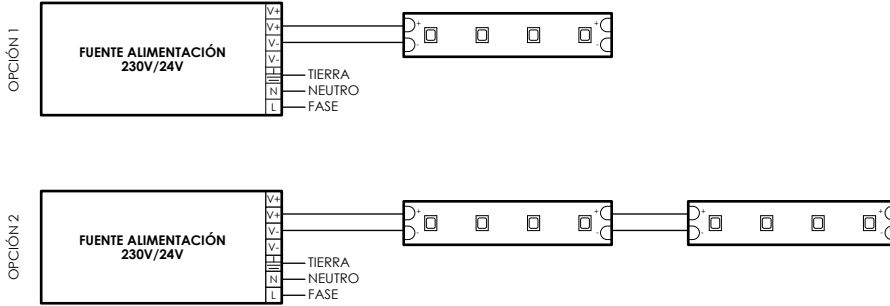 OPCIÓN 1
FUENTE ALIMENTACIÓN
230V/24V
V+
V+
V-
V-
N
L
TIERRA
NEUTRO
FASE
+
-
+
-
OPCIÓN 2
FUENTE ALIMENTACIÓN
230V/24V
V+
V+
V-
V-
N
L
TIERRA
NEUTRO
FASE
+
-
+
-
+
-
+
-